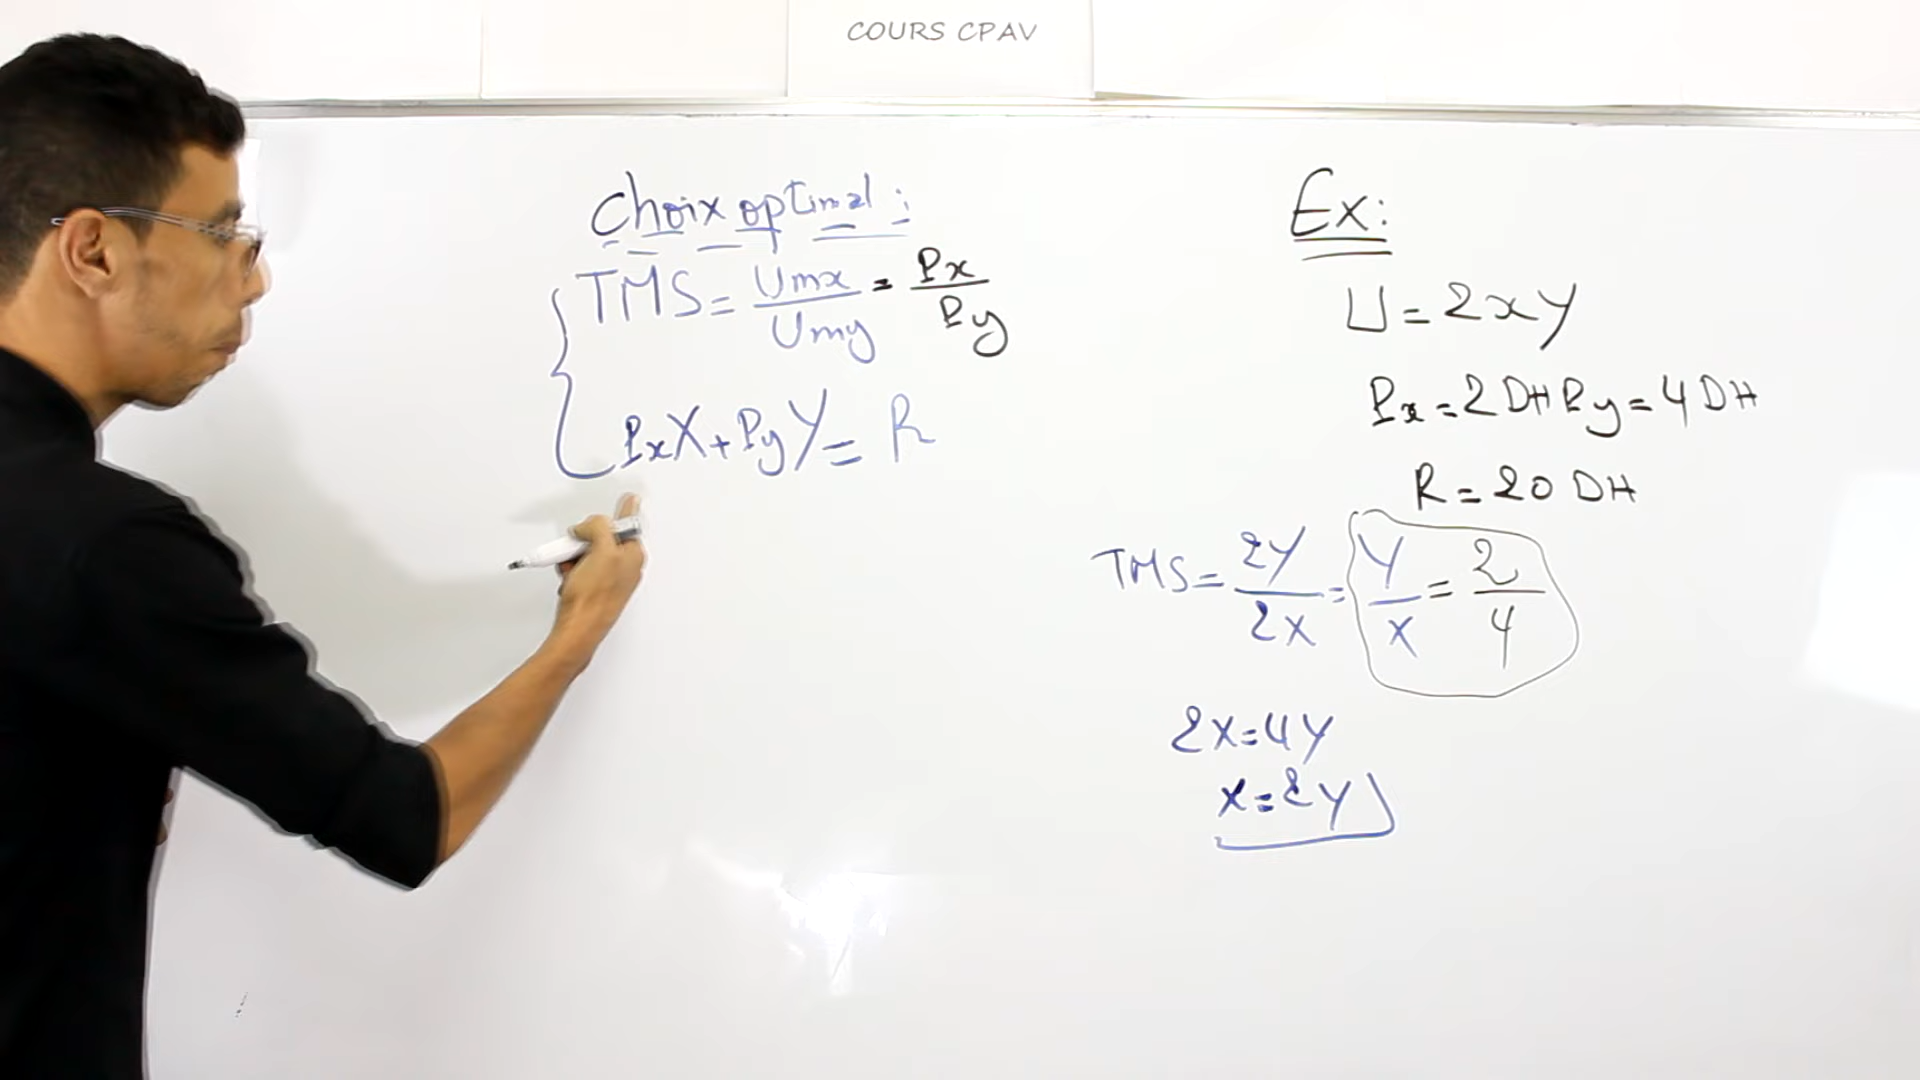 COURS CPAV
Choix optimal :
TMS = Umx / Umy = Px / Py
PxX + PyY = R
Ex:
U = 2xy
Px = 2 DH Py = 4 DH
R = 20 DH
TMS = 2Y / 2X = Y / X = 2 / 4
2X = 4Y
X = 2Y